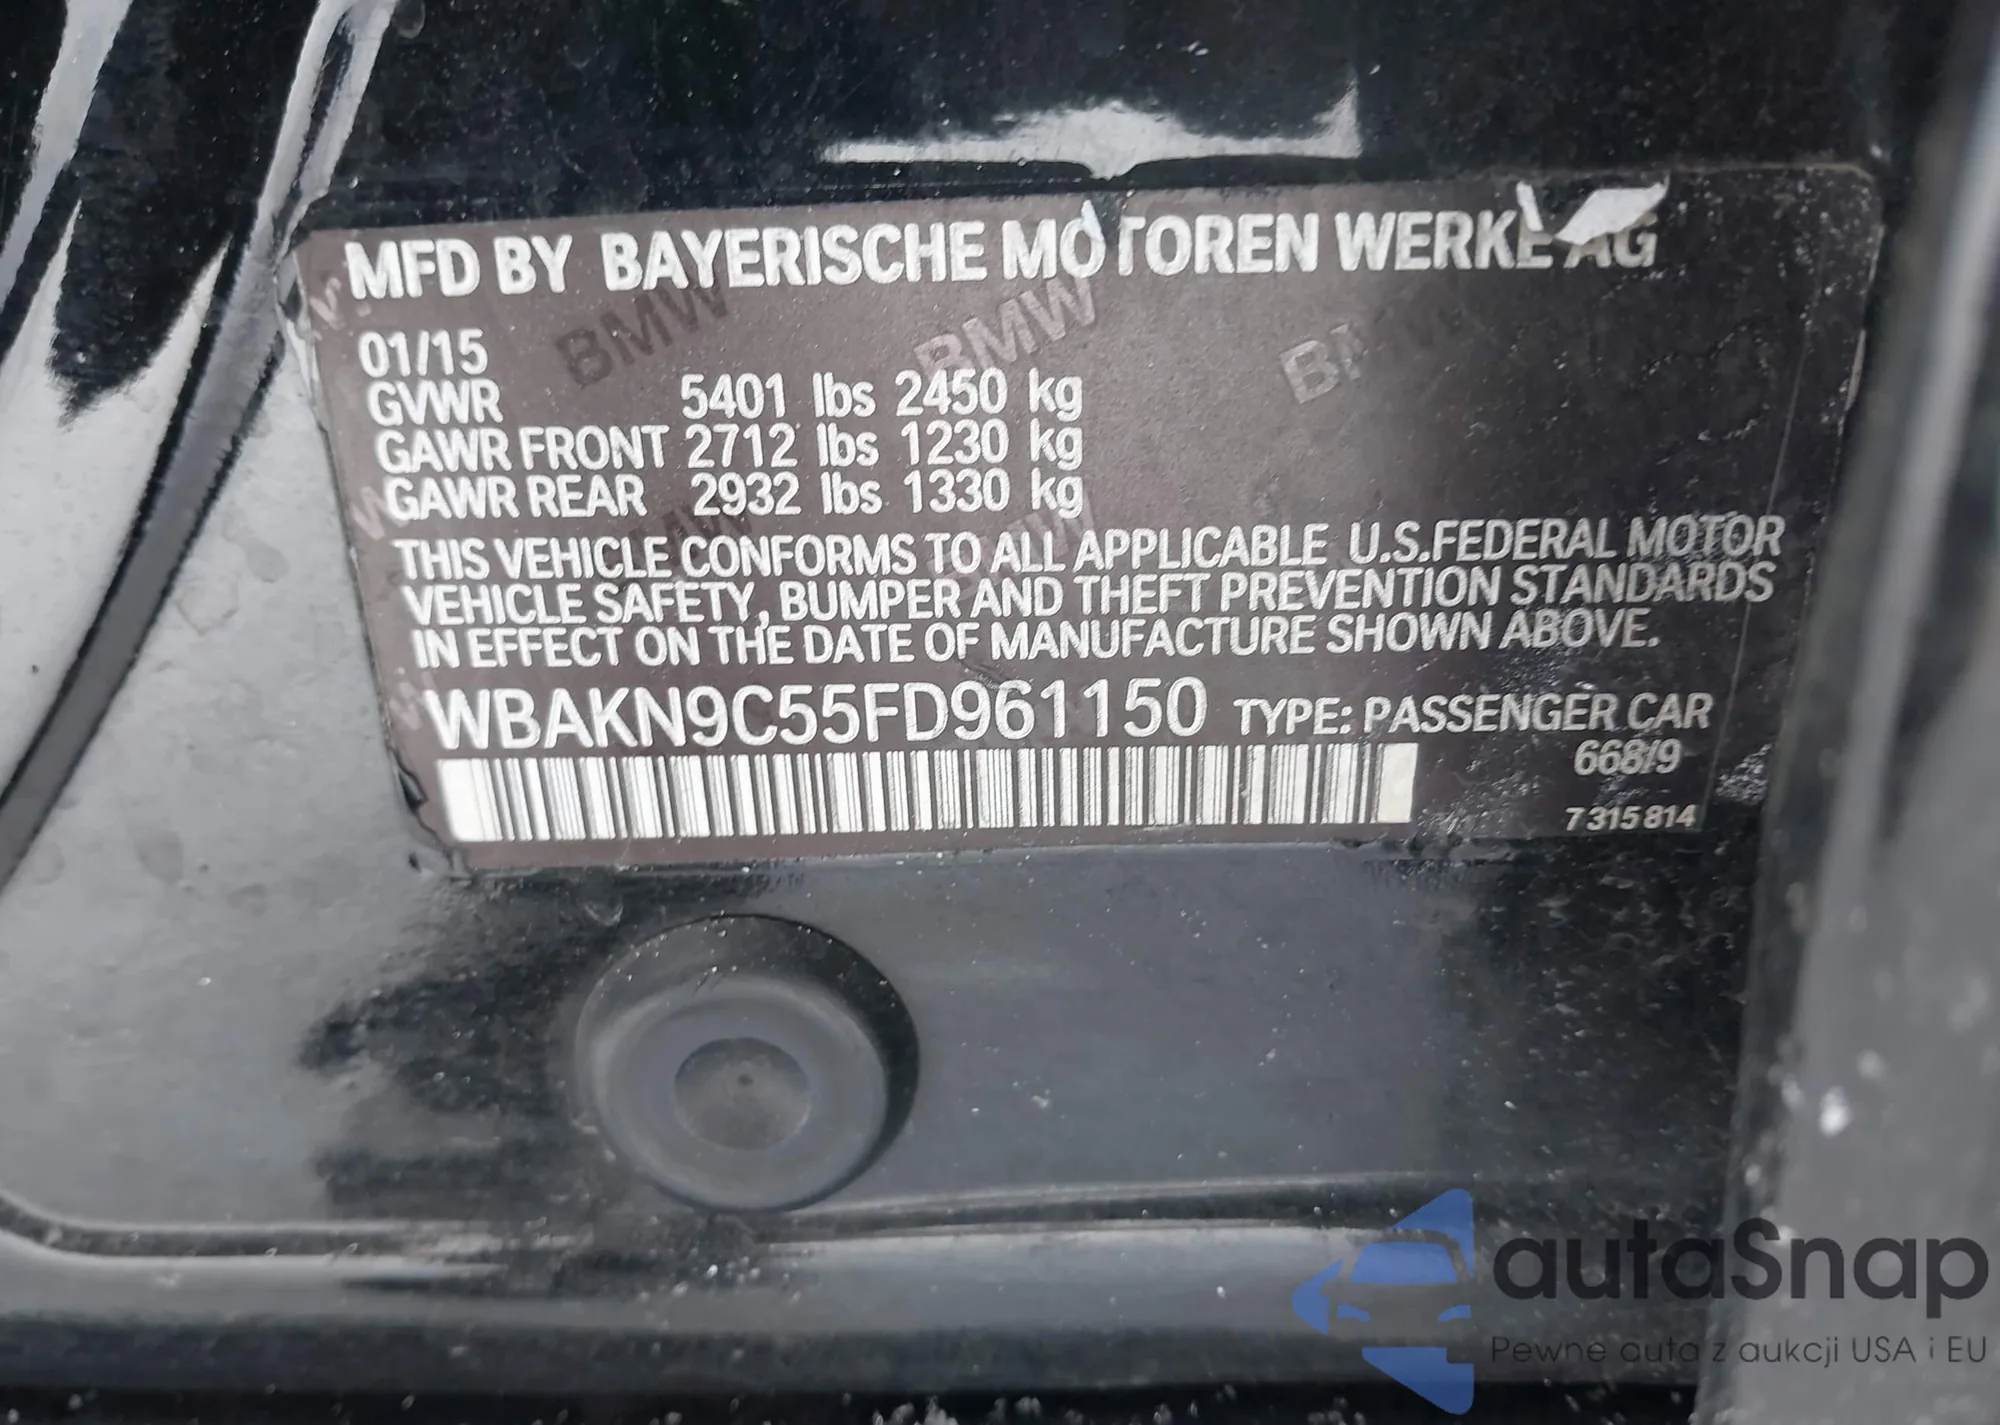 MFD BY BAYERISCHE MOTOREN WERKE AG
01/15
GVWR 5401 lbs 2450 kg
GAWR FRONT 2712 lbs 1230 kg
GAWR REAR 2932 lbs 1330 kg
THIS VEHICLE CONFORMS TO ALL APPLICABLE U.S.FEDERAL MOTOR
VEHICLE SAFETY, BUMPER AND THEFT PREVENTION STANDARDS
IN EFFECT ON THE DATE OF MANUFACTURE SHOWN ABOVE.
WBAKN9C55FD961150 TYPE: PASSENGER CAR
668/9
7 315 814
BMW BMW
autaSnap
Pewne auta z aukcji USA i EU